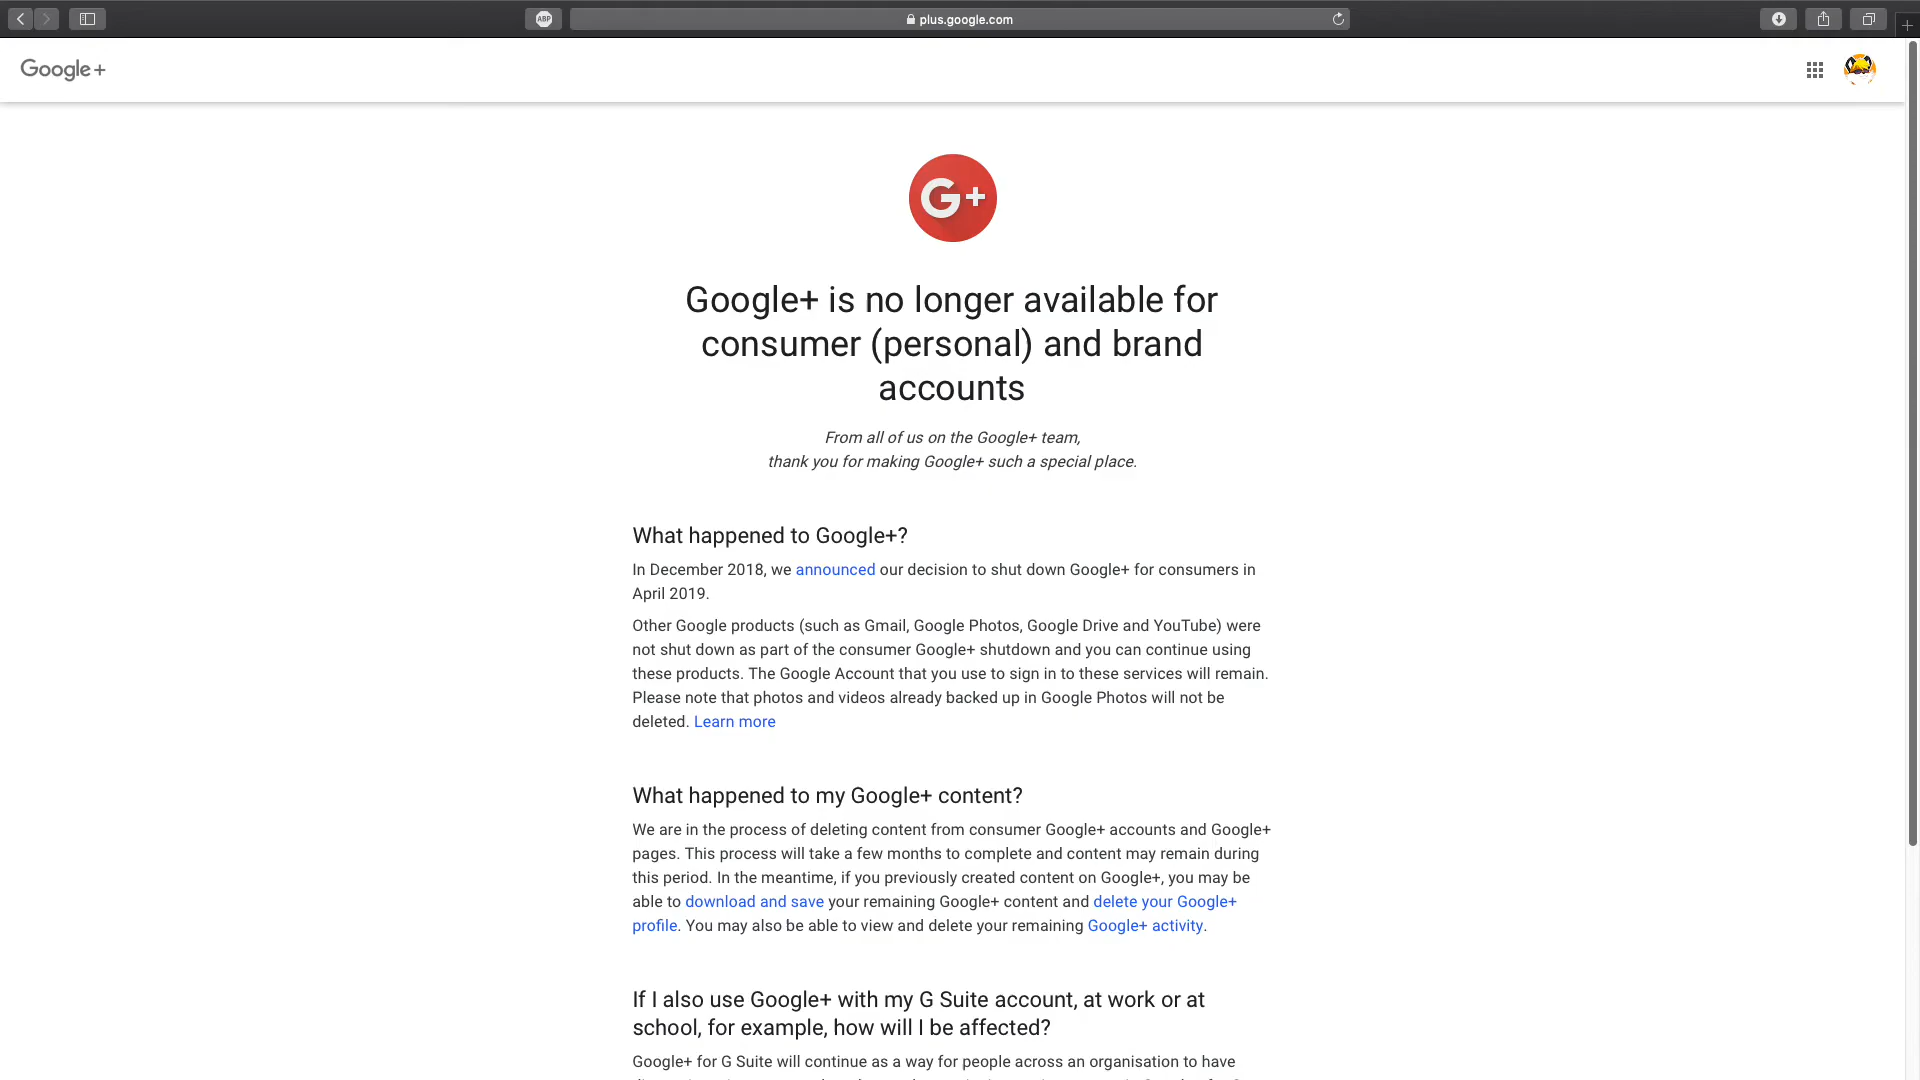 ABP
plus.google.com
Google+
G+
Google+ is no longer available for
consumer (personal) and brand
accounts
From all of us on the Google+ team,
thank you for making Google+ such a special place.
What happened to Google+?
In December 2018, we announced our decision to shut down Google+ for consumers in
April 2019.
Other Google products (such as Gmail, Google Photos, Google Drive and YouTube) were
not shut down as part of the consumer Google+ shutdown and you can continue using
these products. The Google Account that you use to sign in to these services will remain.
Please note that photos and videos already backed up in Google Photos will not be
deleted. Learn more
What happened to my Google+ content?
We are in the process of deleting content from consumer Google+ accounts and Google+
pages. This process will take a few months to complete and content may remain during
this period. In the meantime, if you previously created content on Google+, you may be
able to download and save your remaining Google+ content and delete your Google+
profile. You may also be able to view and delete your remaining Google+ activity.
If I also use Google+ with my G Suite account, at work or at
school, for example, how will I be affected?
Google+ for G Suite will continue as a way for people across an organisation to have